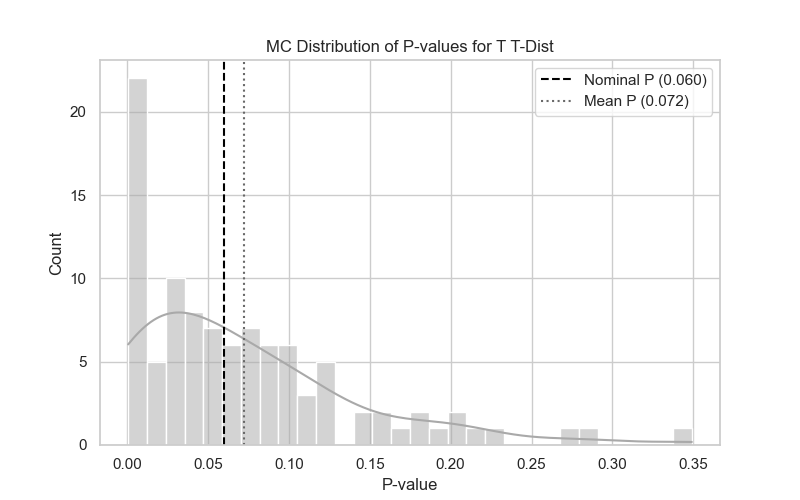 MC Distribution of P-values for T T-Dist
Nominal P (0.060)
Mean P (0.072)
Count
20
15
10
5
0
0.00 0.05 0.10 0.15 0.20 0.25 0.30 0.35
P-value